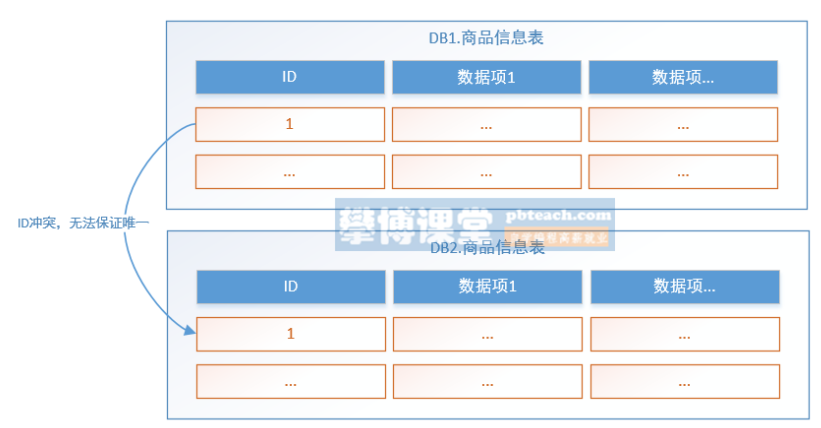 DB1.商品信息表
ID 数据项1 数据项...
1 ... ...
... ... ...
ID冲突，无法保证唯一
攀博课堂 pbteach.com
DB2.商品信息表
ID 数据项1 数据项...
1 ... ...
... ... ...